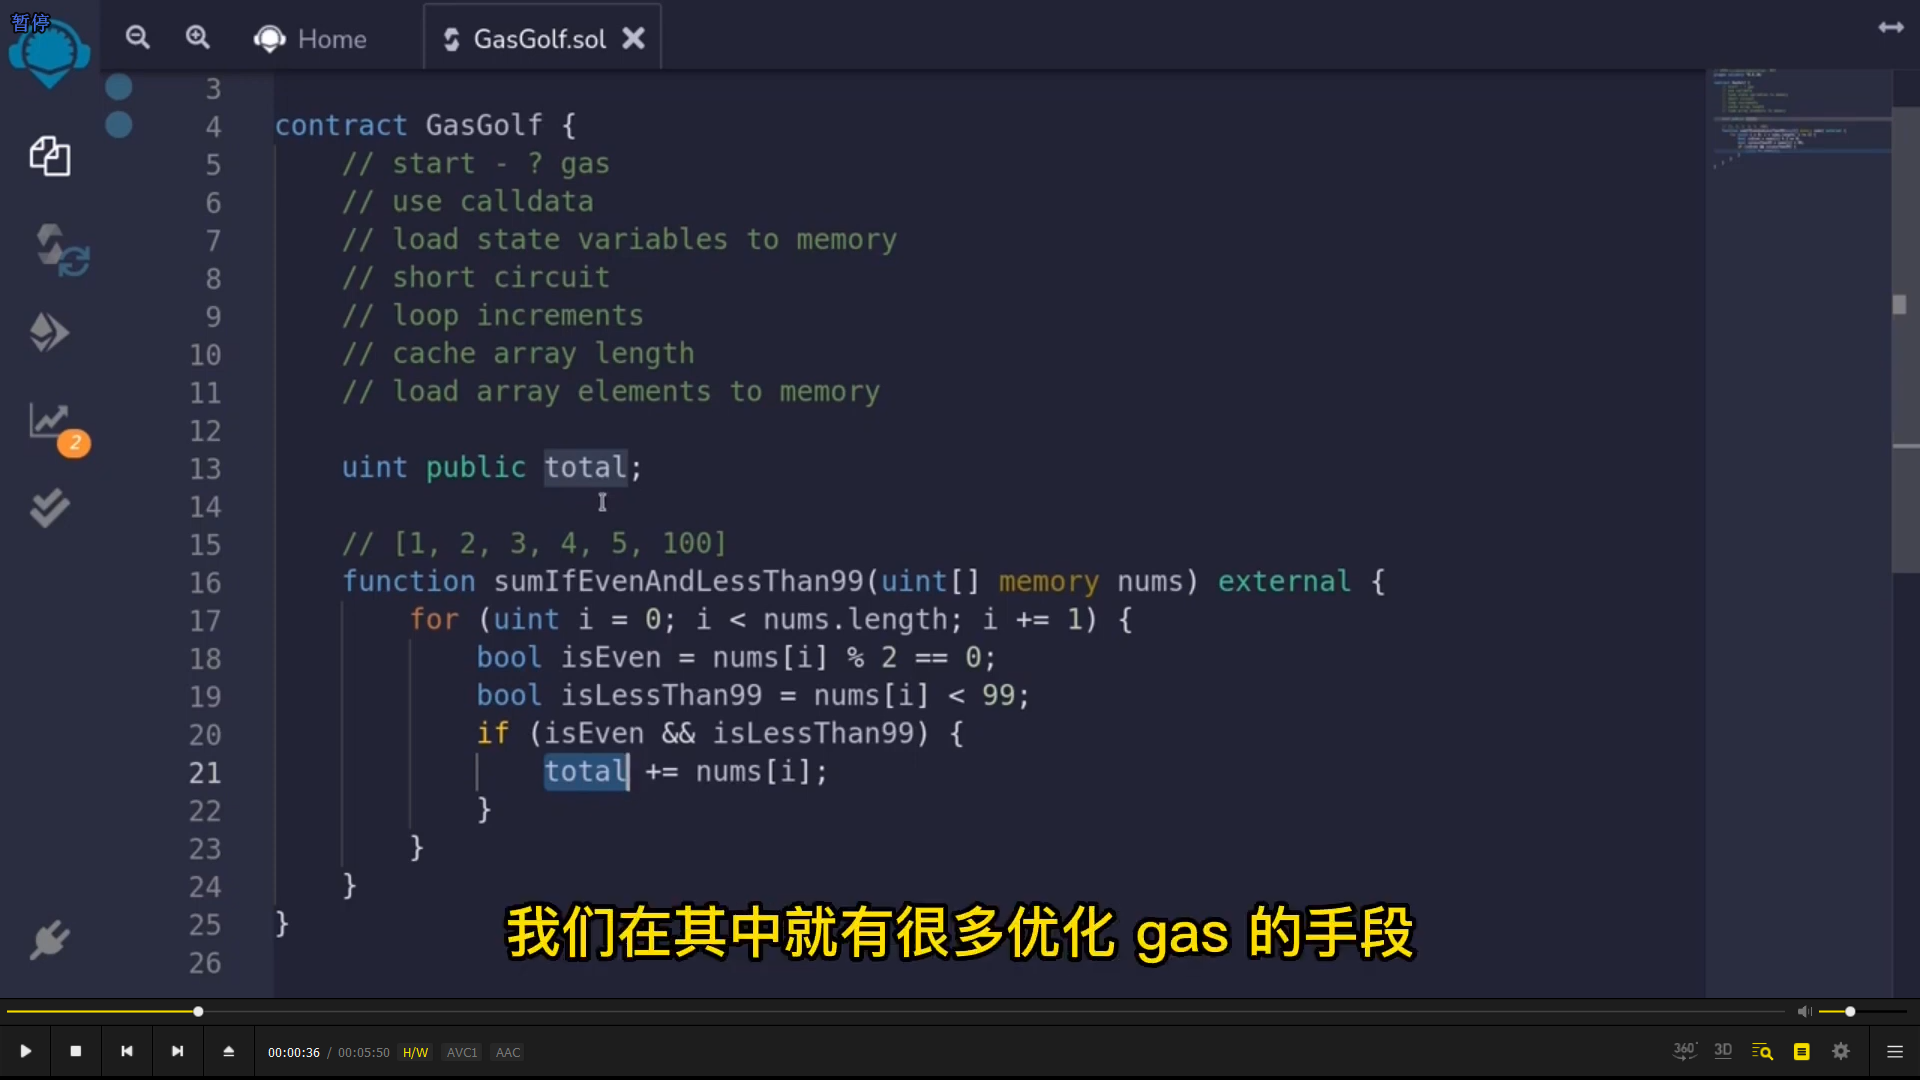 暂停
Home
GasGolf.sol
3
4 contract GasGolf {
5 // start - ? gas
6 // use calldata
7 // load state variables to memory
8 // short circuit
9 // loop increments
10 // cache array length
11 // load array elements to memory
12
13 uint public total;
14
15 // [1, 2, 3, 4, 5, 100]
16 function sumIfEvenAndLessThan99(uint[] memory nums) external {
17 for (uint i = 0; i < nums.length; i += 1) {
18 bool isEven = nums[i] % 2 == 0;
19 bool isLessThan99 = nums[i] < 99;
20 if (isEven && isLessThan99) {
21 total += nums[i];
22 }
23 }
24 }
25 }
26
2
我们在其中就有很多优化 gas 的手段
00:00:36 / 00:05:50 H/W AVC1 AAC
360° 3D